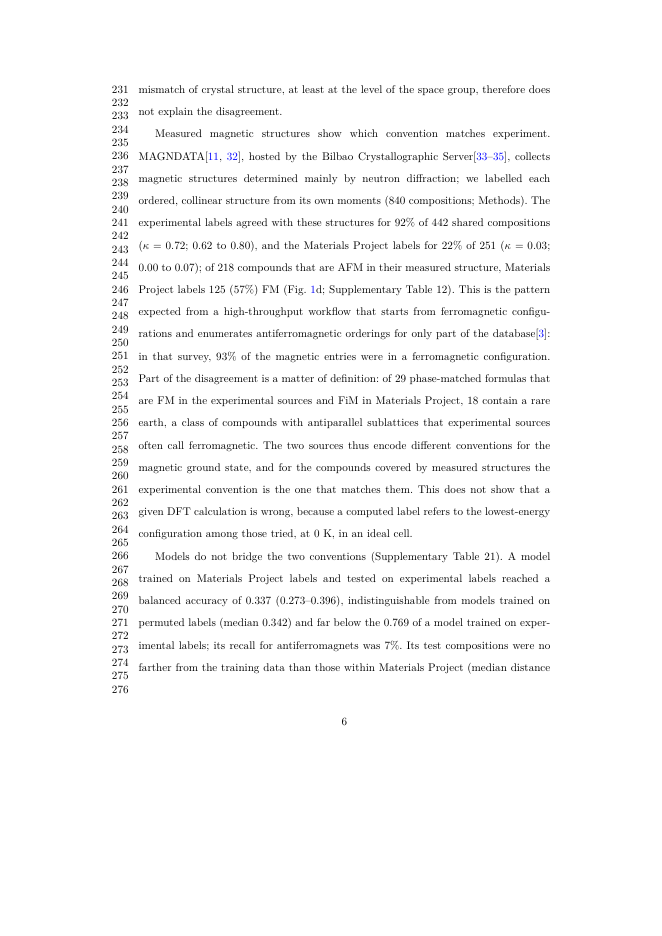 231 mismatch of crystal structure, at least at the level of the space group, therefore does
232
233 not explain the disagreement.
234 Measured magnetic structures show which convention matches experiment.
235
236 MAGNDATA[11, 32], hosted by the Bilbao Crystallographic Server[33–35], collects
237
238 magnetic structures determined mainly by neutron diffraction; we labelled each
239 ordered, collinear structure from its own moments (840 compositions; Methods). The
240
241 experimental labels agreed with these structures for 92% of 442 shared compositions
242
243 (κ = 0.72; 0.62 to 0.80), and the Materials Project labels for 22% of 251 (κ = 0.03;
244 0.00 to 0.07); of 218 compounds that are AFM in their measured structure, Materials
245
246 Project labels 125 (57%) FM (Fig. 1d; Supplementary Table 12). This is the pattern
247
248 expected from a high-throughput workflow that starts from ferromagnetic configu-
249 rations and enumerates antiferromagnetic orderings for only part of the database[3]:
250
251 in that survey, 93% of the magnetic entries were in a ferromagnetic configuration.
252
253 Part of the disagreement is a matter of definition: of 29 phase-matched formulas that
254 are FM in the experimental sources and FiM in Materials Project, 18 contain a rare
255
256 earth, a class of compounds with antiparallel sublattices that experimental sources
257
258 often call ferromagnetic. The two sources thus encode different conventions for the
259 magnetic ground state, and for the compounds covered by measured structures the
260
261 experimental convention is the one that matches them. This does not show that a
262
263 given DFT calculation is wrong, because a computed label refers to the lowest-energy
264 configuration among those tried, at 0 K, in an ideal cell.
265
266 Models do not bridge the two conventions (Supplementary Table 21). A model
267
268 trained on Materials Project labels and tested on experimental labels reached a
269 balanced accuracy of 0.337 (0.273–0.396), indistinguishable from models trained on
270
271 permuted labels (median 0.342) and far below the 0.769 of a model trained on exper-
272
273 imental labels; its recall for antiferromagnets was 7%. Its test compositions were no
274 farther from the training data than those within Materials Project (median distance
275
276
6